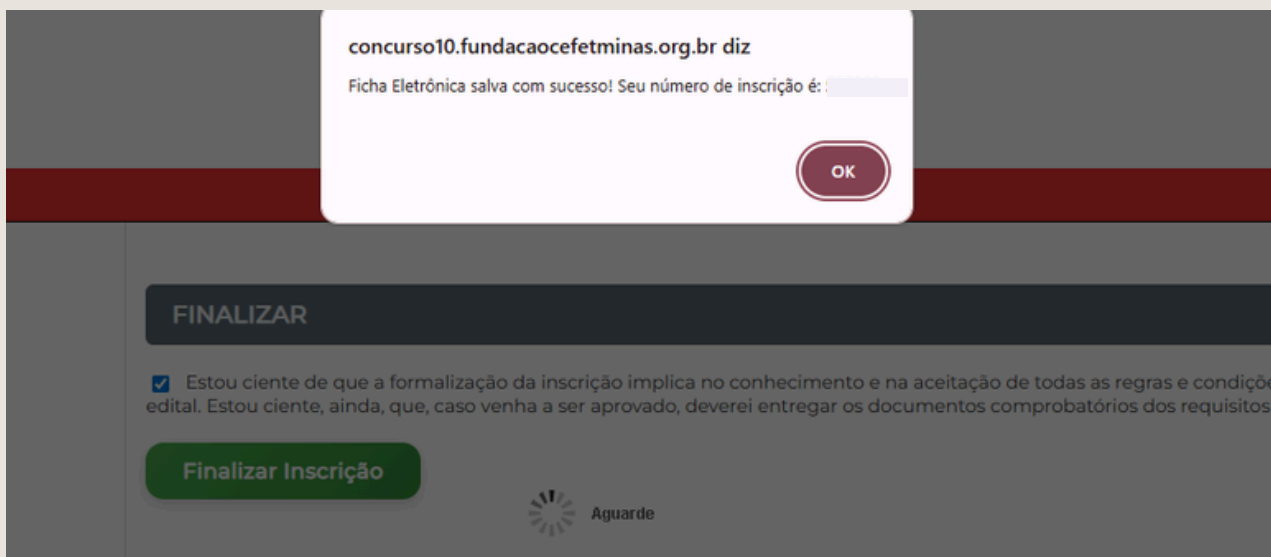 concurso10.fundacaocefetminas.org.br diz
Ficha Eletrônica salva com sucesso! Seu número de inscrição é:
OK
FINALIZAR
Estou ciente de que a formalização da inscrição implica no conhecimento e na aceitação de todas as regras e
edital. Estou ciente, ainda, que, caso venha a ser aprovado, deverei entregar os documentos comprobatórios dos requisitos
Finalizar Inscrição
Aguarde